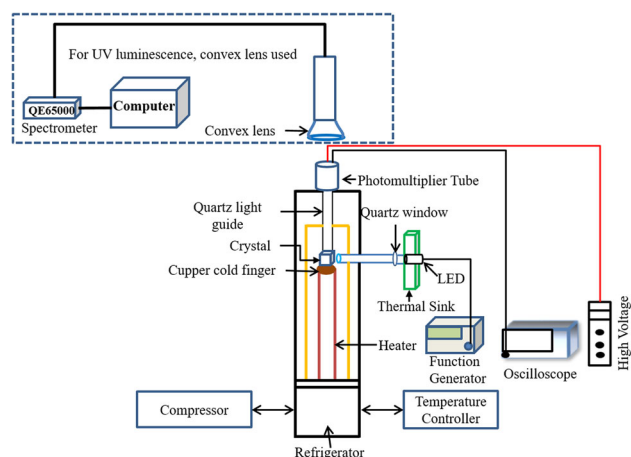 For UV luminescence, convex lens used
QE65000
Computer
Spectrometer
Convex lens
Photomultiplier Tube
Quartz light
guide
Quartz window
Crystal
Cupper cold finger
LED
Thermal Sink
Heater
Function
Generator
Oscilloscope
High Voltage
Compressor
Temperature
Controller
Refrigerator